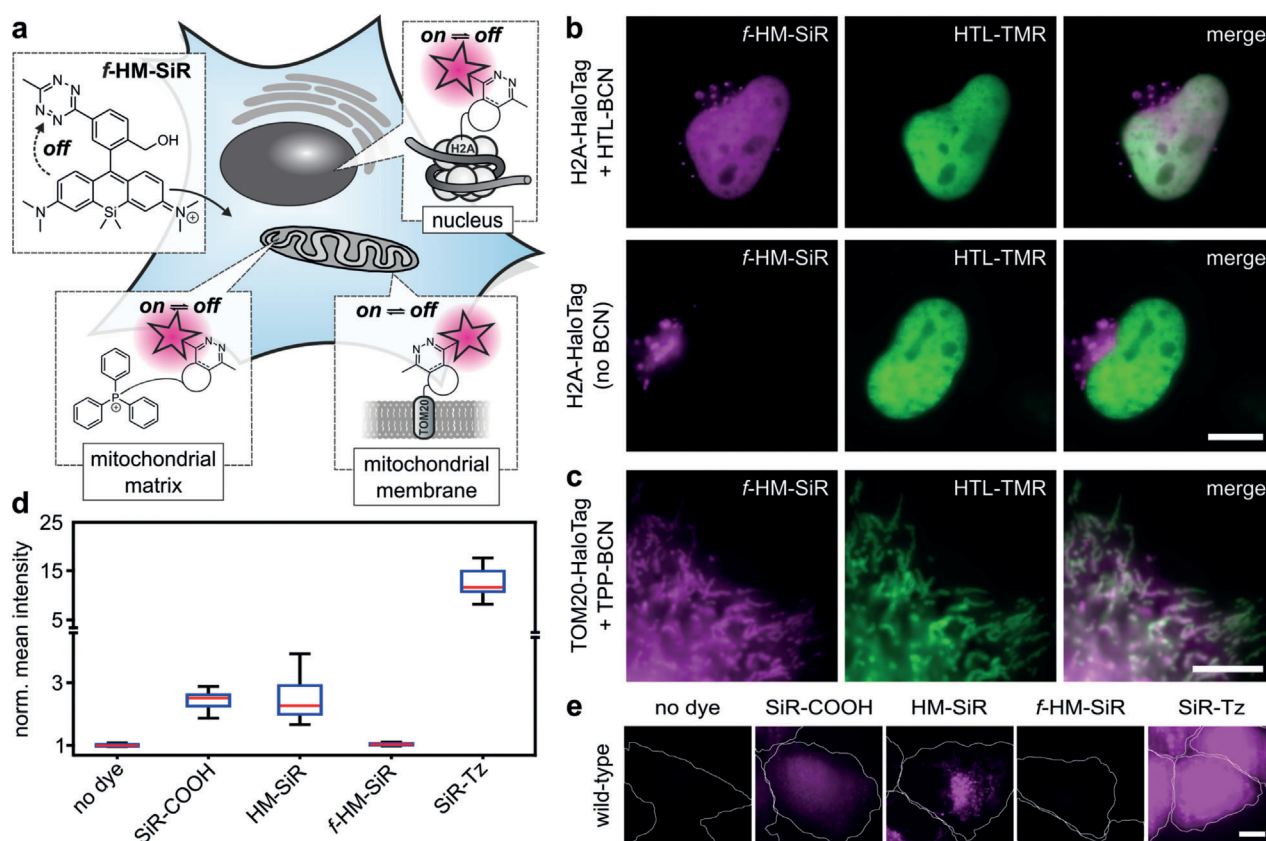 a
f-HM-SiR
N
N
N
N
off
OH
N
Si
N
⊕
on ⇌ off
N
N
H2A
nucleus
on ⇌ off
N
N
P
⊕
mitochondrial
matrix
on ⇌ off
N
N
TOM20
mitochondrial
membrane
b
H2A-HaloTag
+ HTL-BCN
f-HM-SiR
HTL-TMR
merge
H2A-HaloTag
(no BCN)
f-HM-SiR
HTL-TMR
merge
c
TOM20-HaloTag
+ TPP-BCN
f-HM-SiR
HTL-TMR
merge
d
norm. mean intensity
25
15
5
3
1
no dye
SiR-COOH
HM-SiR
f-HM-SiR
SiR-Tz
e
no dye
SiR-COOH
HM-SiR
f-HM-SiR
SiR-Tz
wild-type